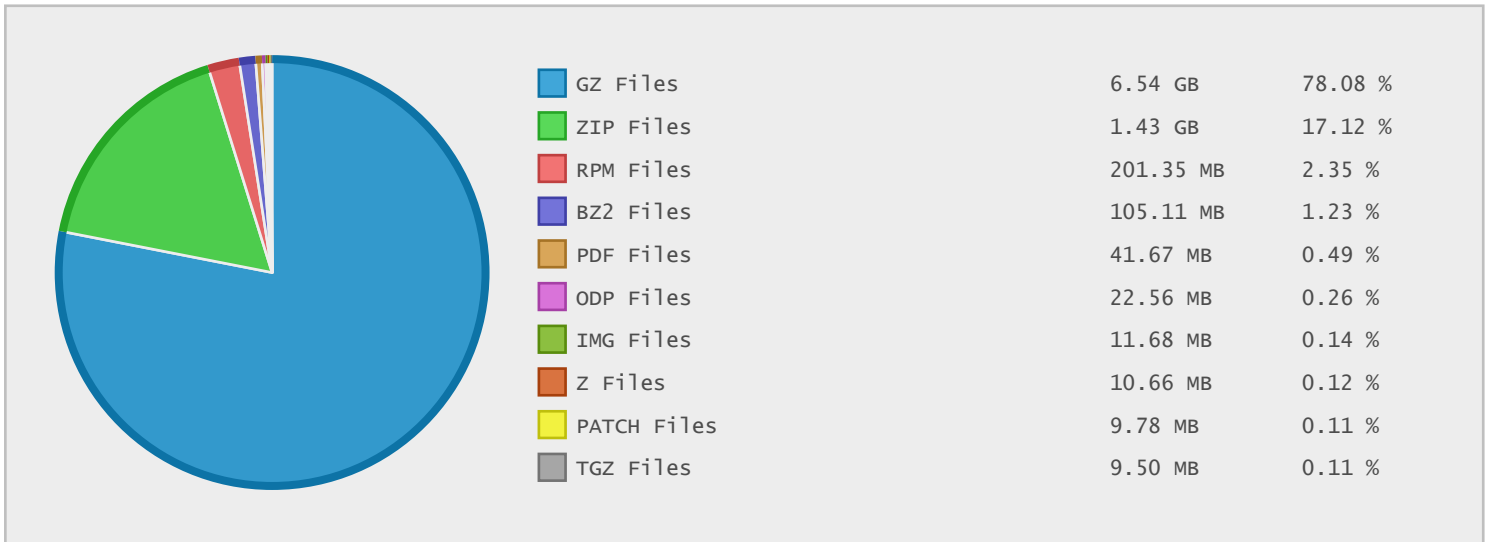 GZ Files 6.54 GB 78.08 %
ZIP Files 1.43 GB 17.12 %
RPM Files 201.35 MB 2.35 %
BZ2 Files 105.11 MB 1.23 %
PDF Files 41.67 MB 0.49 %
ODP Files 22.56 MB 0.26 %
IMG Files 11.68 MB 0.14 %
Z Files 10.66 MB 0.12 %
PATCH Files 9.78 MB 0.11 %
TGZ Files 9.50 MB 0.11 %